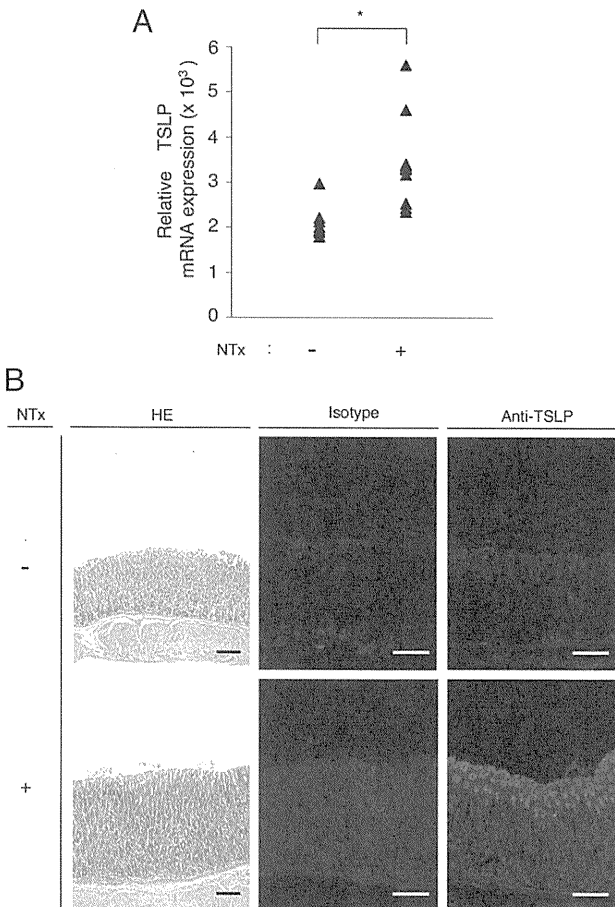 A
*
Relative TSLP
mRNA expression (x 10³)
6
5
4
3
2
1
0
NTx : - +
B
NTx HE Isotype Anti-TSLP
-
+